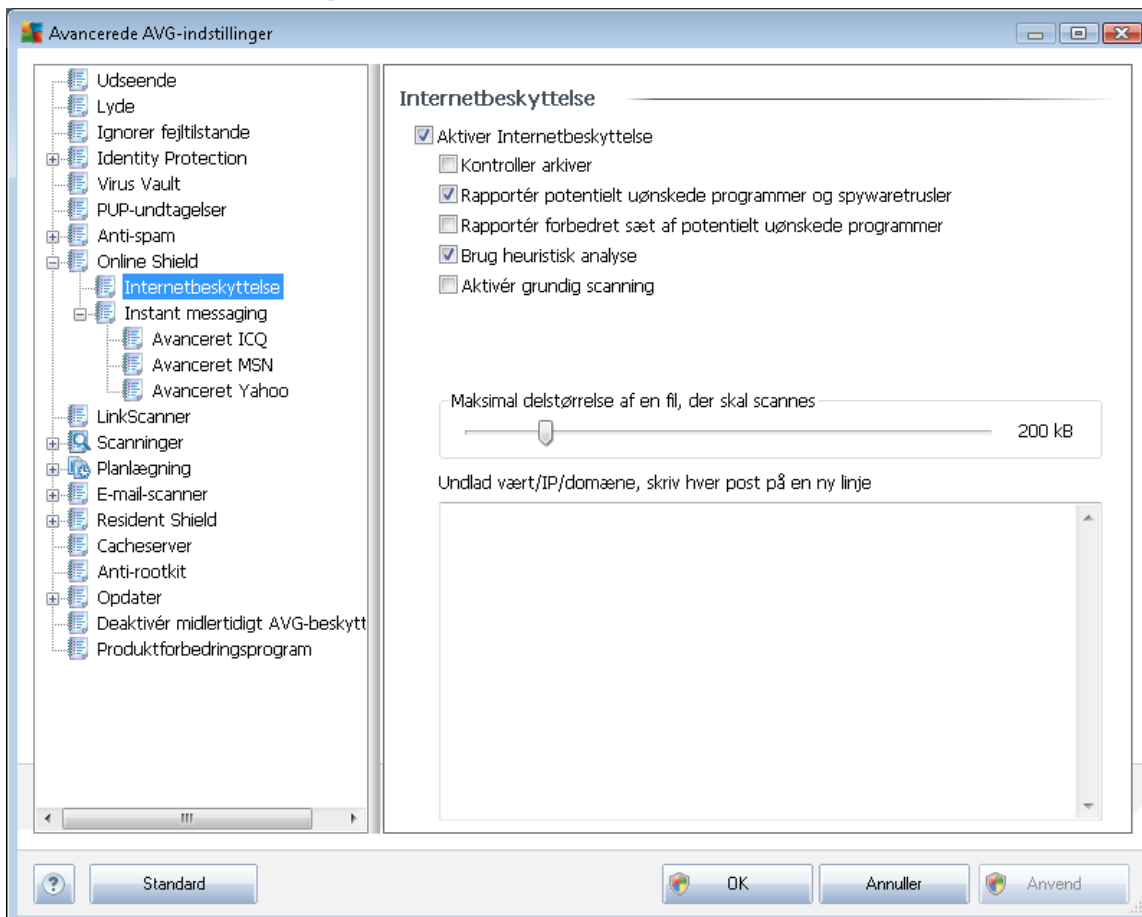 Avancerede AVG-indstillinger
Udseende
Lyde
Ignorer fejltilstande
Identity Protection
Virus Vault
PUP-undtagelser
Anti-spam
Online Shield
Internetbeskyttelse
Instant messaging
Avanceret ICQ
Avanceret MSN
Avanceret Yahoo
LinkScanner
Scanninger
Planlægning
E-mail-scanner
Resident Shield
Cacheserver
Anti-rootkit
Opdater
Deaktivér midlertidigt AVG-beskytt
Produktforbedringsprogram
Internetbeskyttelse
Aktiver Internetbeskyttelse
Kontroller arkiver
Rapportér potentielt uønskede programmer og spywaretrusler
Rapportér forbedret sæt af potentielt uønskede programmer
Brug heuristisk analyse
Aktivér grundig scanning
Maksimal delstørrelse af en fil, der skal scannes
200 kB
Undlad vært/IP/domæne, skriv hver post på en ny linje
? Standard OK Annuller Anvend